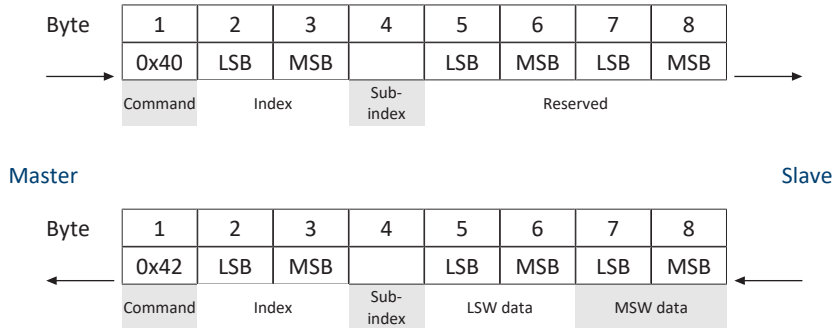 Byte 1 2 3 4 5 6 7 8
0x40 LSB MSB LSB MSB LSB MSB
Command Index Sub-index Reserved
Master Slave
Byte 1 2 3 4 5 6 7 8
0x42 LSB MSB LSB MSB LSB MSB
Command Index Sub-index LSW data MSW data